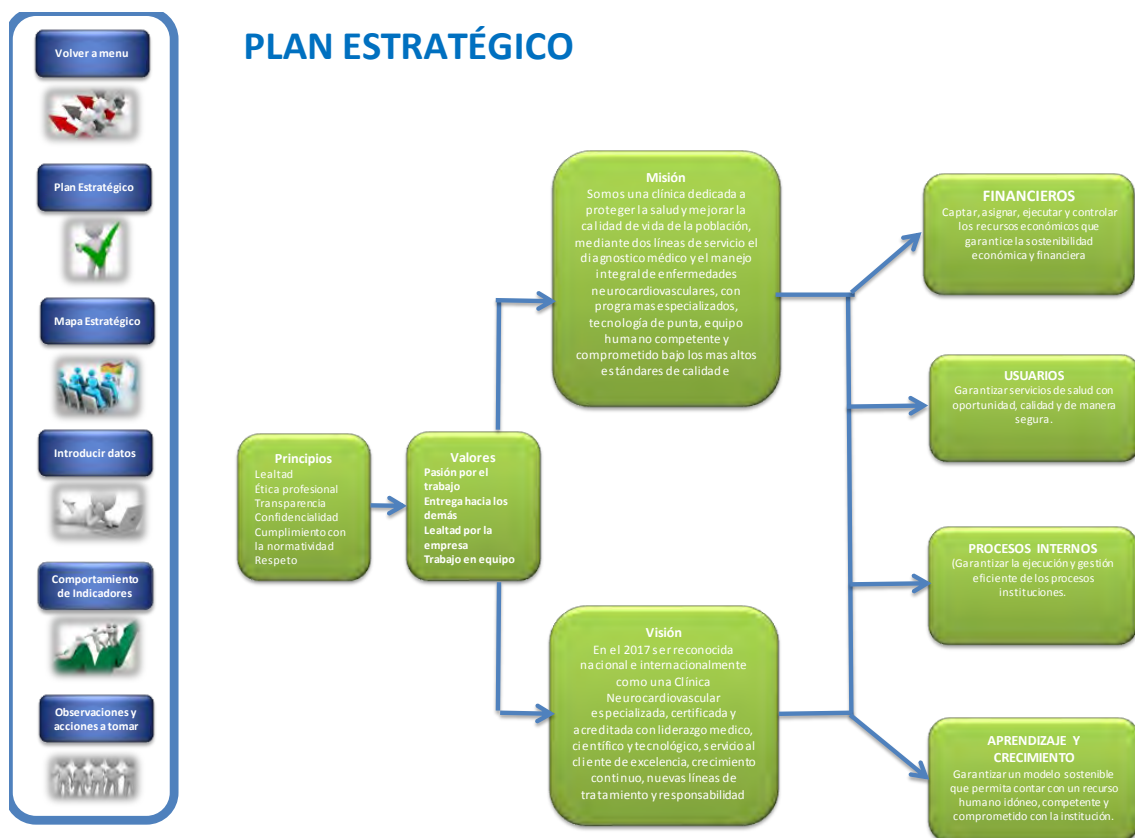 PLAN ESTRATÉGICO
Volver a menu
Plan Estratégico
Mapa Estratégico
Introducir datos
Comportamiento
de Indicadores
Observaciones y
acciones a tomar
Principios
Lealtad
Ética profesional
Transparencia
Confidencialidad
Cumplimiento con
la normatividad
Respeto
Valores
Pasión por el
trabajo
Entrega hacia los
demás
Lealtad por la
empresa
Trabajo en equipo
Misión
Somos una clínica dedicada a
proteger la salud y mejorar la
calidad de vida de la población,
mediante dos líneas de servicio el
diagnostico médico y el manejo
integral de enfermedades
neurocardiovasculares, con
programas especializados,
tecnología de punta, equipo
humano competente y
comprometido bajo los mas altos
estándares de calidad e
Visión
En el 2017 ser reconocida
nacional e internacionalmente
como una Clínica
Neurocardiovascular
especializada, certificada y
acreditada con liderazgo medico,
científico y tecnológico, servicio al
cliente de excelencia, crecimiento
continuo, nuevas líneas de
tratamiento y responsabilidad
FINANCIEROS
Captar, asignar, ejecutar y controlar
los recursos económicos que
garantice la sostenibilidad
económica y financiera
USUARIOS
Garantizar servicios de salud con
oportunidad, calidad y de manera
segura.
PROCESOS INTERNOS
(Garantizar la ejecución y gestión
eficiente de los procesos
instituciones.
APRENDIZAJE Y
CRECIMIENTO
Garantizar un modelo sostenible
que permita contar con un recurso
humano idóneo, competente y
comprometido con la institución.